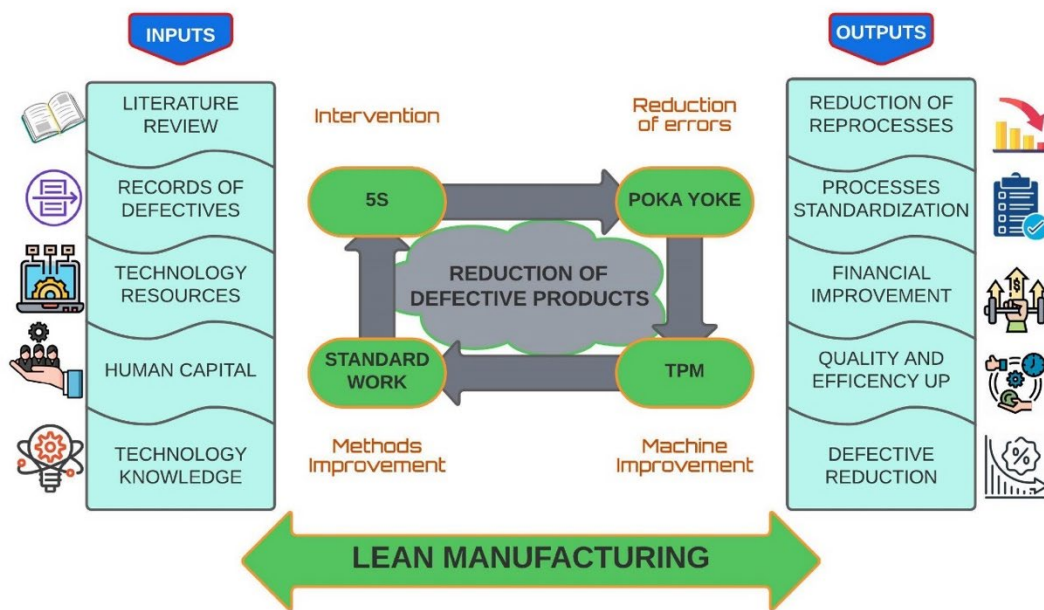 INPUTS
LITERATURE
REVIEW
RECORDS OF
DEFECTIVES
TECHNOLOGY
RESOURCES
HUMAN CAPITAL
TECHNOLOGY
KNOWLEDGE
Intervention
Reduction
of errors
5S
POKA YOKE
REDUCTION OF
DEFECTIVE PRODUCTS
STANDARD
WORK
TPM
Methods
Improvement
Machine
Improvement
OUTPUTS
REDUCTION OF
REPROCESSES
PROCESSES
STANDARDIZATION
FINANCIAL
IMPROVEMENT
$
QUALITY AND
EFFICENCY UP
DEFECTIVE
REDUCTION
%
LEAN MANUFACTURING